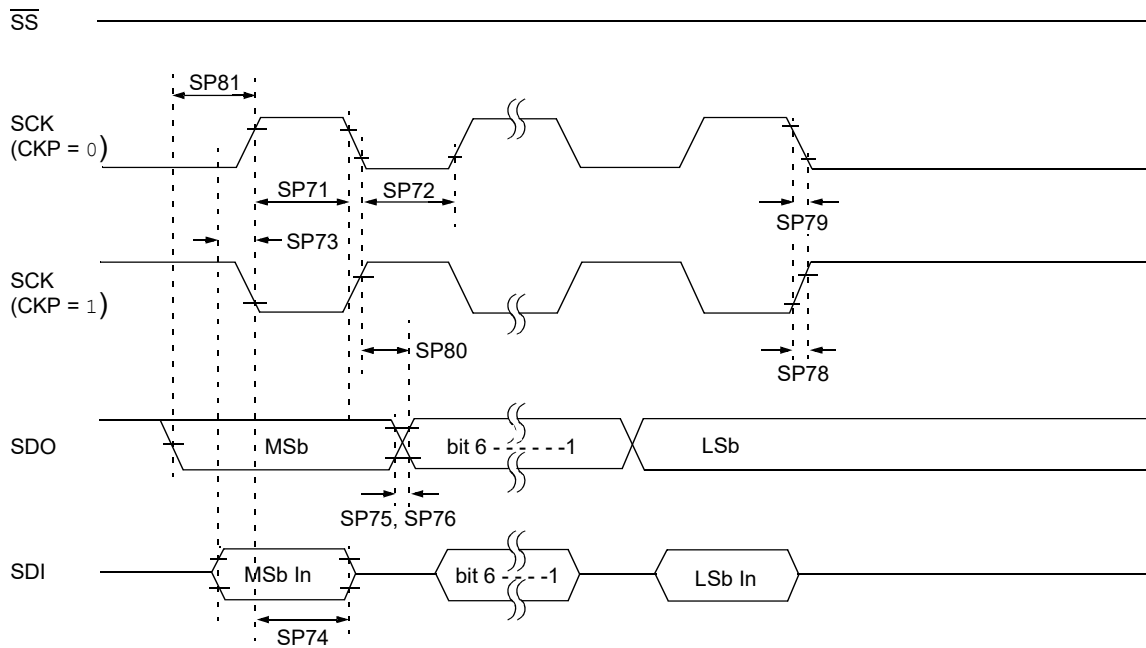 SS
SP81
SCK
(CKP = 0)
SP71
SP72
SP79
SP73
SCK
(CKP = 1)
SP80
SP78
SDO
MSb
bit 6 - - - - - -1
LSb
SP75, SP76
SDI
MSb In
bit 6 - - - - - -1
LSb In
SP74